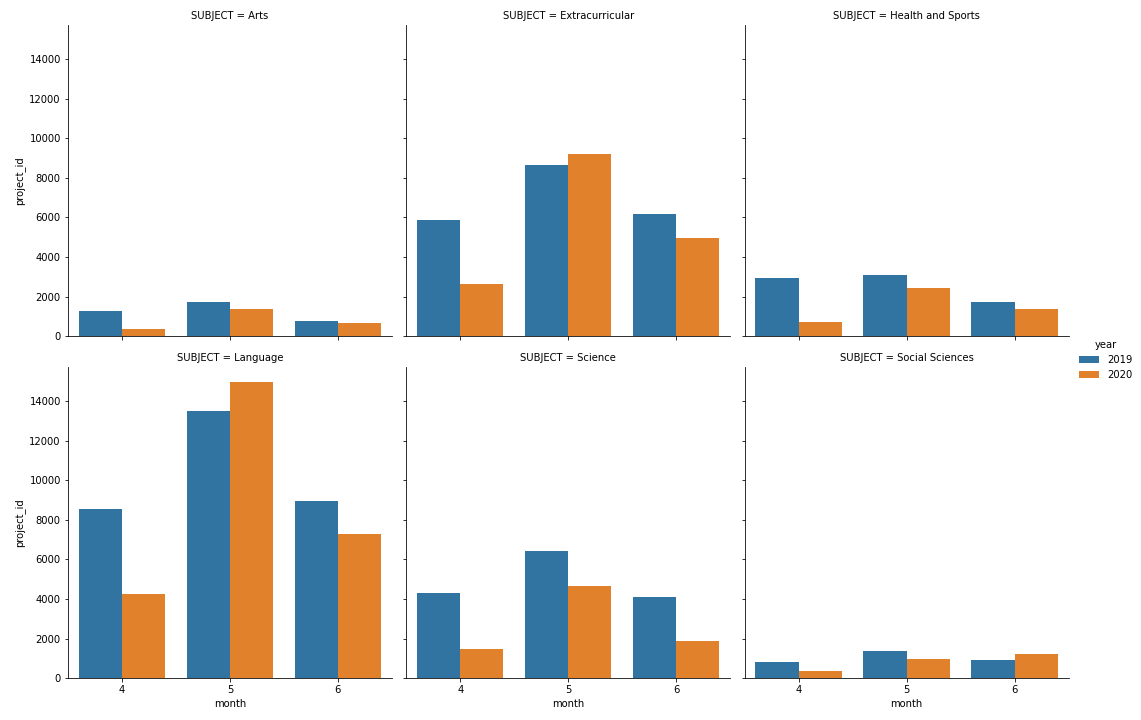 SUBJECT = Arts
SUBJECT = Extracurricular
SUBJECT = Health and Sports
14000
12000
10000
8000
6000
4000
2000
0
project_id
SUBJECT = Language
SUBJECT = Science
SUBJECT = Social Sciences
14000
12000
10000
8000
6000
4000
2000
0
project_id
4 5 6
month
4 5 6
month
4 5 6
month
year
2019
2020